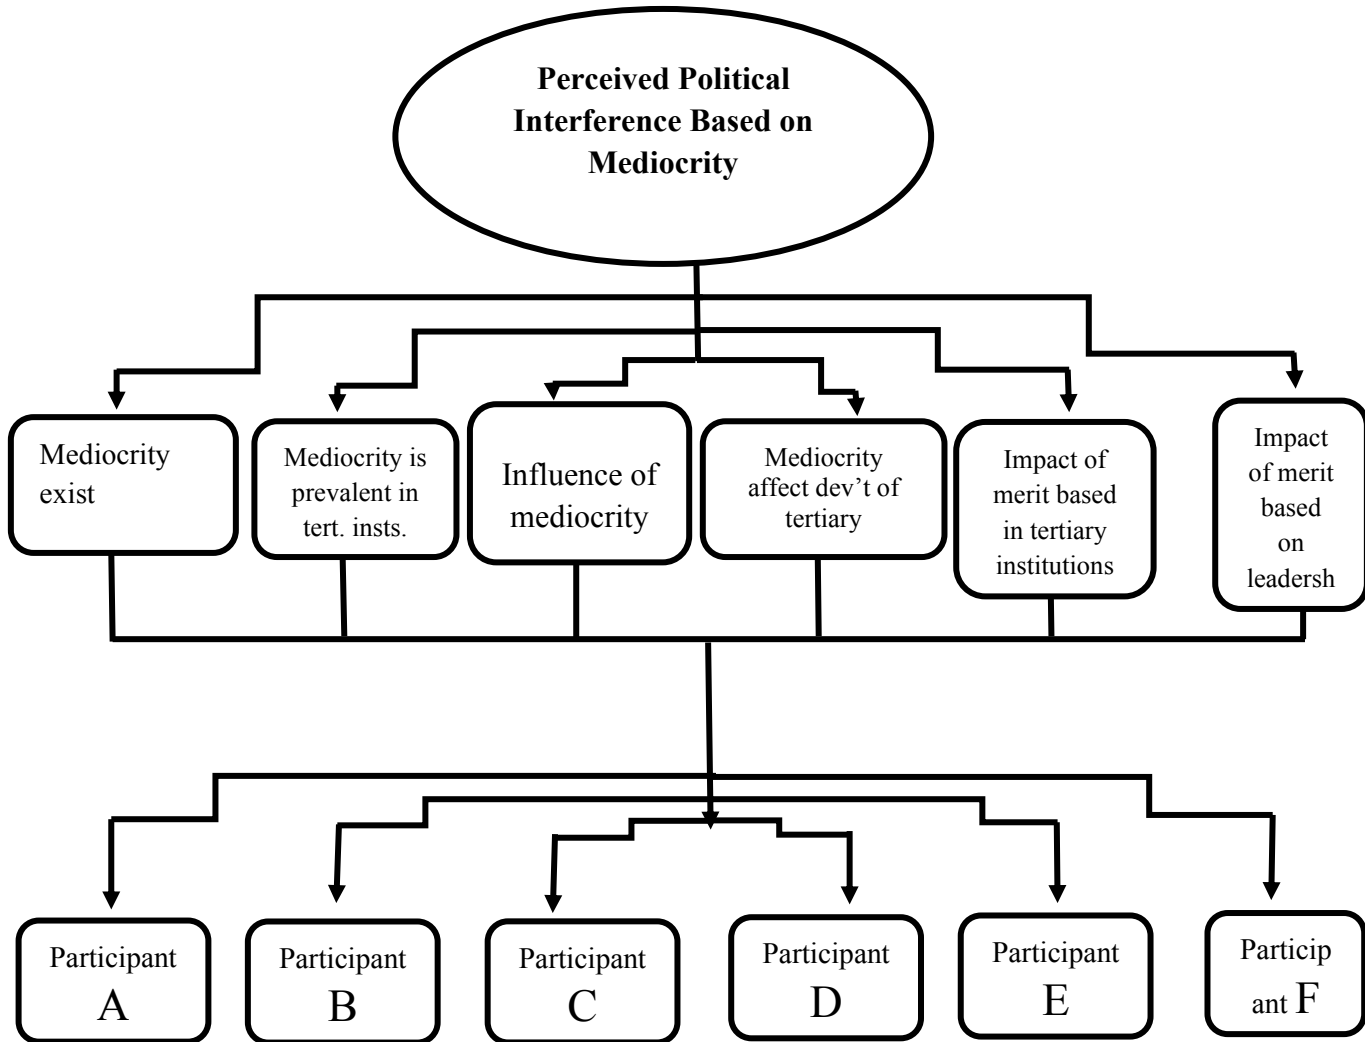 Perceived Political
Interference Based on
Mediocrity
Mediocrity
exist
Mediocrity is
prevalent in
tert. insts.
Influence of
mediocrity
Mediocrity
affect dev’t of
tertiary
Impact of
merit based
in tertiary
institutions
Impact
of merit
based
on
leadersh
Participant
A
Participant
B
Participant
C
Participant
D
Participant
E
Particip
ant F